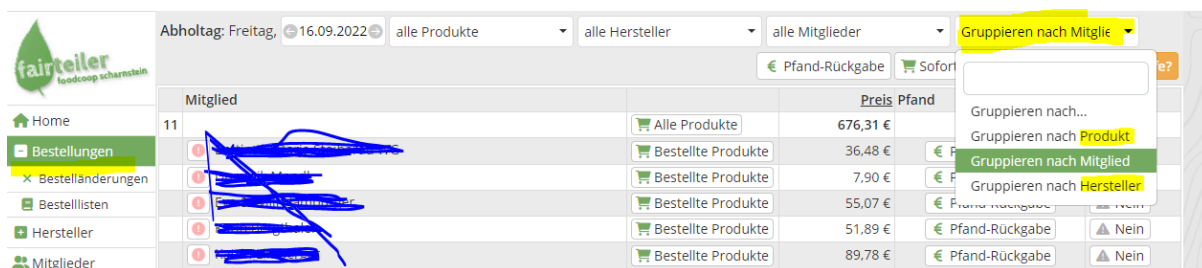 Abholtag: Freitag, 16.09.2022 alle Produkte alle Hersteller alle Mitglieder Gruppieren nach Mitglie
fairteiler
foodcoop scharnstein
€ Pfand-Rückgabe Sofort e?
Mitglied Preis Pfand
Gruppieren nach...
Home 11 Alle Produkte 676,31 €
Gruppieren nach Produkt
Bestellungen Bestellte Produkte 36,48 € €
Gruppieren nach Mitglied
Bestelländerungen Bestellte Produkte 7,90 € €
Gruppieren nach Hersteller
Bestelllisten Bestellte Produkte 55,07 € € Pfand-Rückgabe Nein
Hersteller Bestellte Produkte 51,89 € € Pfand-Rückgabe Nein
Mitglieder Bestellte Produkte 89,78 € € Pfand-Rückgabe Nein